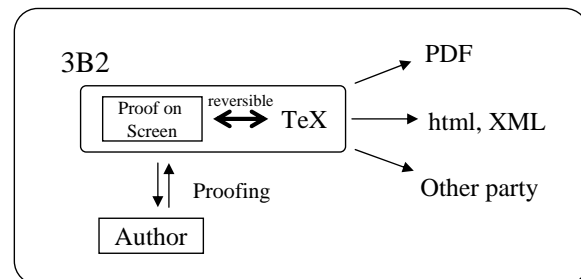 3B2
PDF
Proof on
Screen
reversible
TeX
html, XML
Proofing
Other party
Author